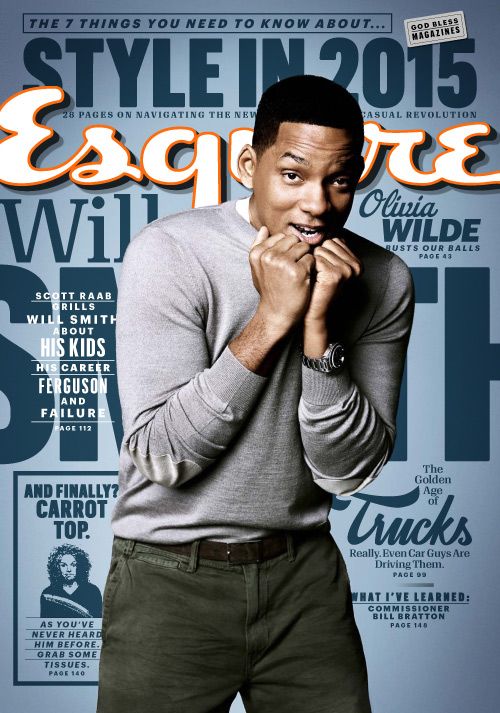 THE 7 THINGS YOU NEED TO KNOW ABOUT...
GOD BLESS
MAGAZINES
STYLE IN 2015
28 PAGES ON NAVIGATING THE NEW CASUAL REVOLUTION
Esquire
Will
SMITH
Olivia
WILDE
BUSTS OUR BALLS
PAGE 43
SCOTT RAAB
GRILLS
WILL SMITH
ABOUT
HIS KIDS
HIS CAREER
FERGUSON
AND
FAILURE
PAGE 112
AND FINALLY?
CARROT
TOP.
AS YOU'VE
NEVER HEARD
HIM BEFORE.
GRAB SOME
TISSUES.
PAGE 140
The
Golden
Age
of
Trucks
Really. Even Car Guys Are
Driving Them.
PAGE 99
WHAT I'VE LEARNED:
COMMISSIONER
BILL BRATTON
PAGE 148